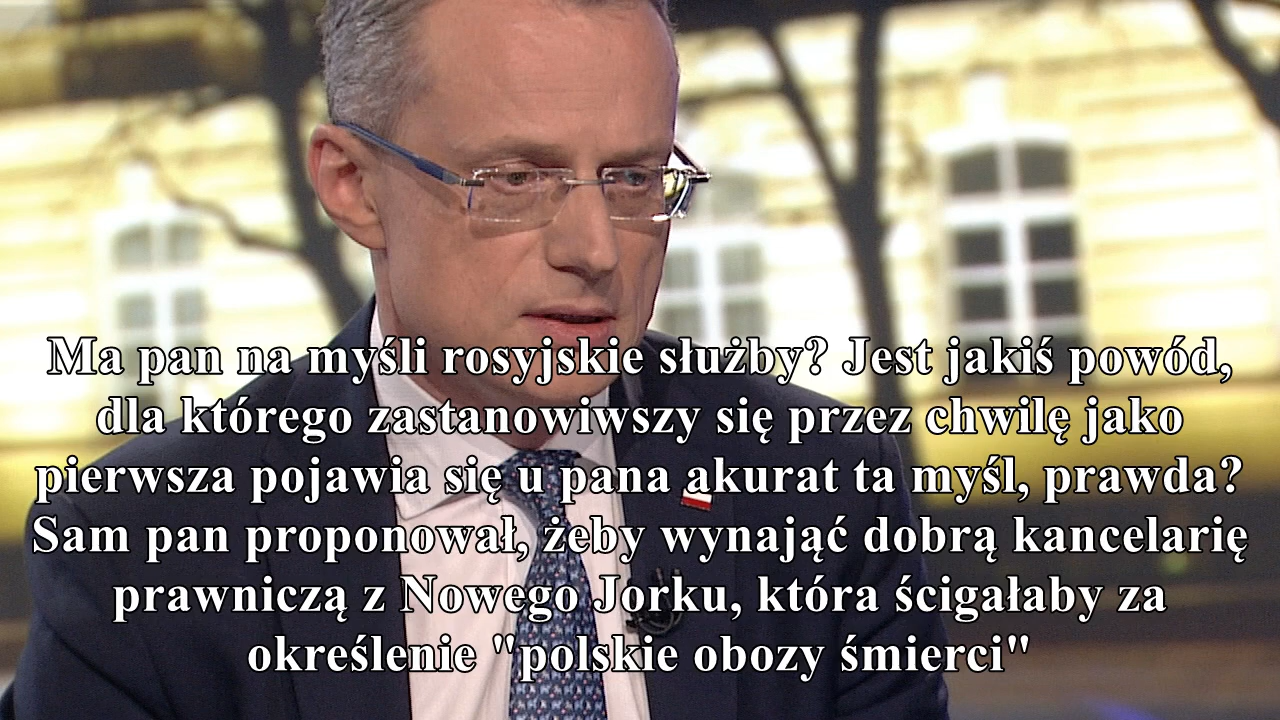 Ma pan na myśli rosyjskie służby? Jest jakiś powód,
dla którego zastanowiwszy się przez chwilę jako
pierwsza pojawia się u pana akurat ta myśl, prawda?
Sam pan proponował, żeby wynająć dobrą kancelarię
prawniczą z Nowego Jorku, która ścigałaby za
określenie "polskie obozy śmierci"